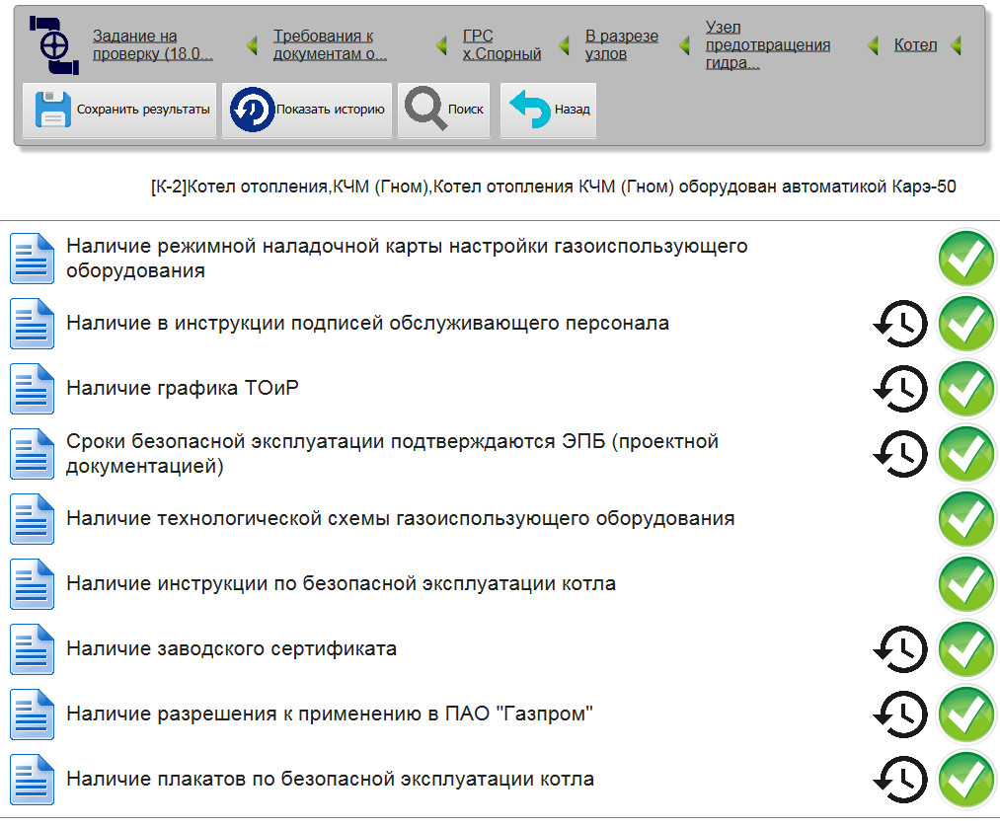 Задание на
проверку (18.0...
Требования к
документам о...
ГРС
х.Спорный
В разрезе
узлов
Узел
предотвращения
гидра...
Котел
Сохранить результаты
Показать историю
Поиск
Назад
[К-2]Котел отопления,КЧМ (Гном),Котел отопления КЧМ (Гном) оборудован автоматикой Карэ-50
Наличие режимной наладочной карты настройки газоиспользующего
оборудования
Наличие в инструкции подписей обслуживающего персонала
Наличие графика ТОиР
Сроки безопасной эксплуатации подтверждаются ЭПБ (проектной
документацией)
Наличие технологической схемы газоиспользующего оборудования
Наличие инструкции по безопасной эксплуатации котла
Наличие заводского сертификата
Наличие разрешения к применению в ПАО "Газпром"
Наличие плакатов по безопасной эксплуатации котла